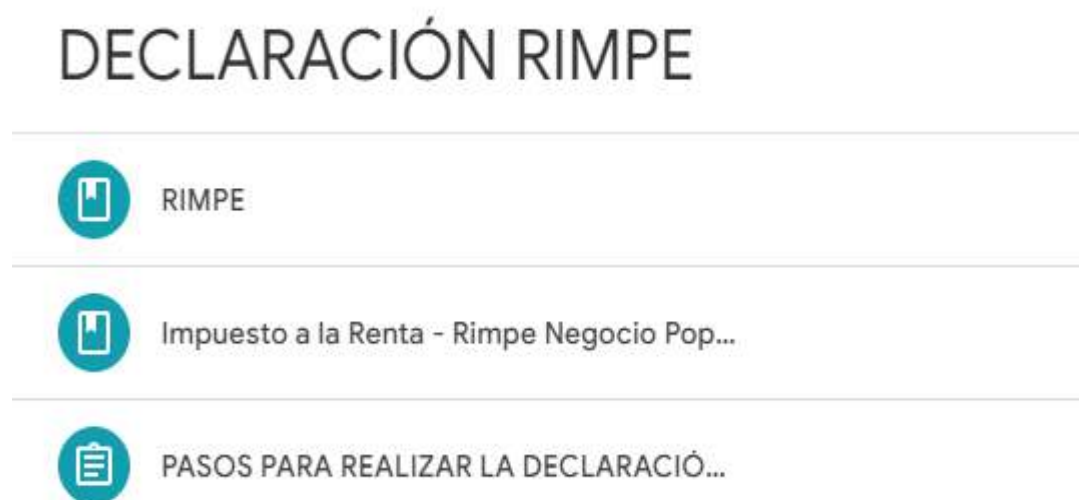 DECLARACIÓN RIMPE
RIMPE
Impuesto a la Renta - Rimpe Negocio Pop...
PASOS PARA REALIZAR LA DECLARACIÓ...